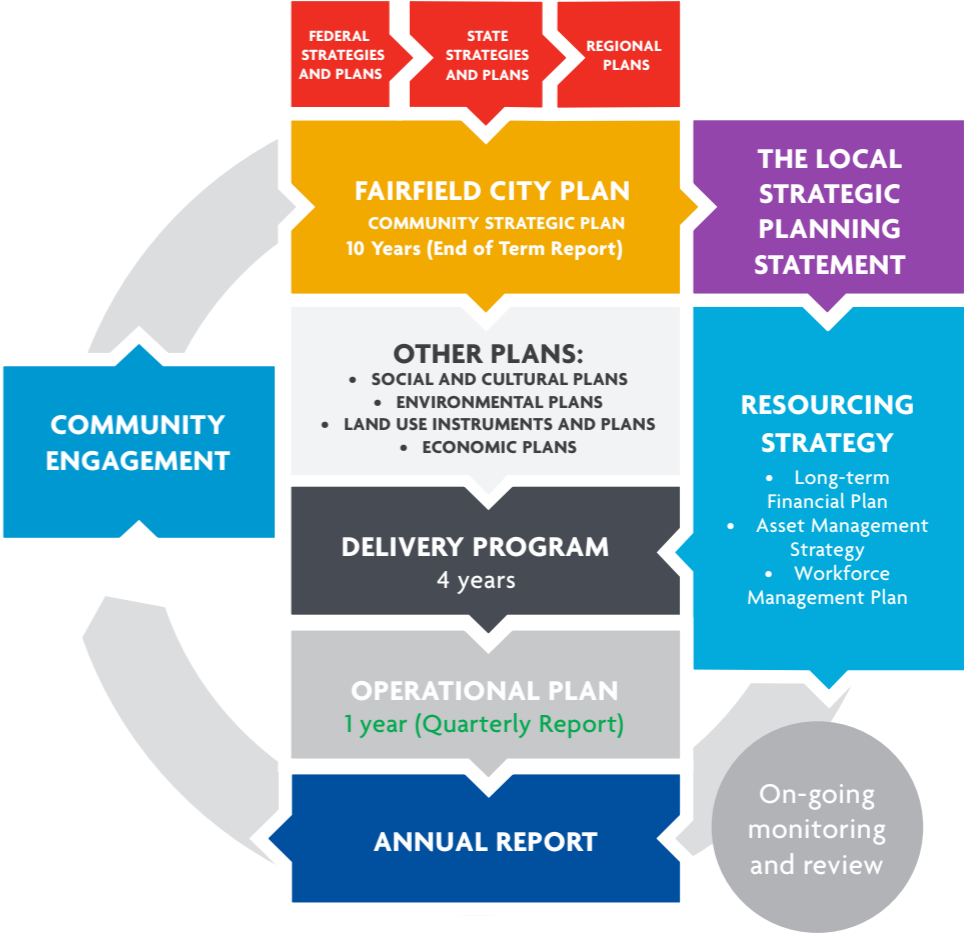 FEDERAL
STRATEGIES
AND PLANS
STATE
STRATEGIES
AND PLANS
REGIONAL
PLANS
FAIRFIELD CITY PLAN
COMMUNITY STRATEGIC PLAN
10 Years (End of Term Report)
THE LOCAL
STRATEGIC
PLANNING
STATEMENT
OTHER PLANS:
• SOCIAL AND CULTURAL PLANS
• ENVIRONMENTAL PLANS
• LAND USE INSTRUMENTS AND PLANS
• ECONOMIC PLANS
COMMUNITY
ENGAGEMENT
RESOURCING
STRATEGY
• Long-term
Financial Plan
• Asset Management
Strategy
• Workforce
Management Plan
DELIVERY PROGRAM
4 years
OPERATIONAL PLAN
1 year (Quarterly Report)
ANNUAL REPORT
On-going
monitoring
and review